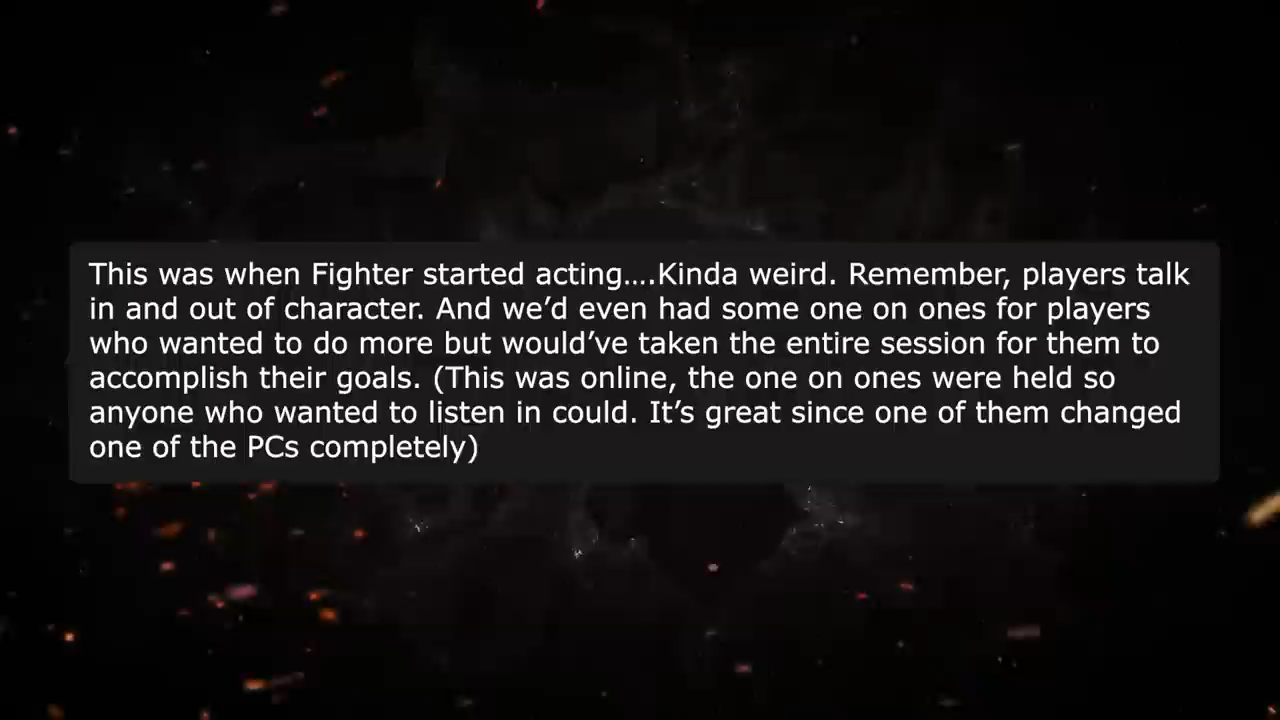 This was when Fighter started acting....Kinda weird. Remember, players talk
in and out of character. And we’d even had some one on ones for players
who wanted to do more but would’ve taken the entire session for them to
accomplish their goals. (This was online, the one on ones were held so
anyone who wanted to listen in could. It’s great since one of them changed
one of the PCs completely)